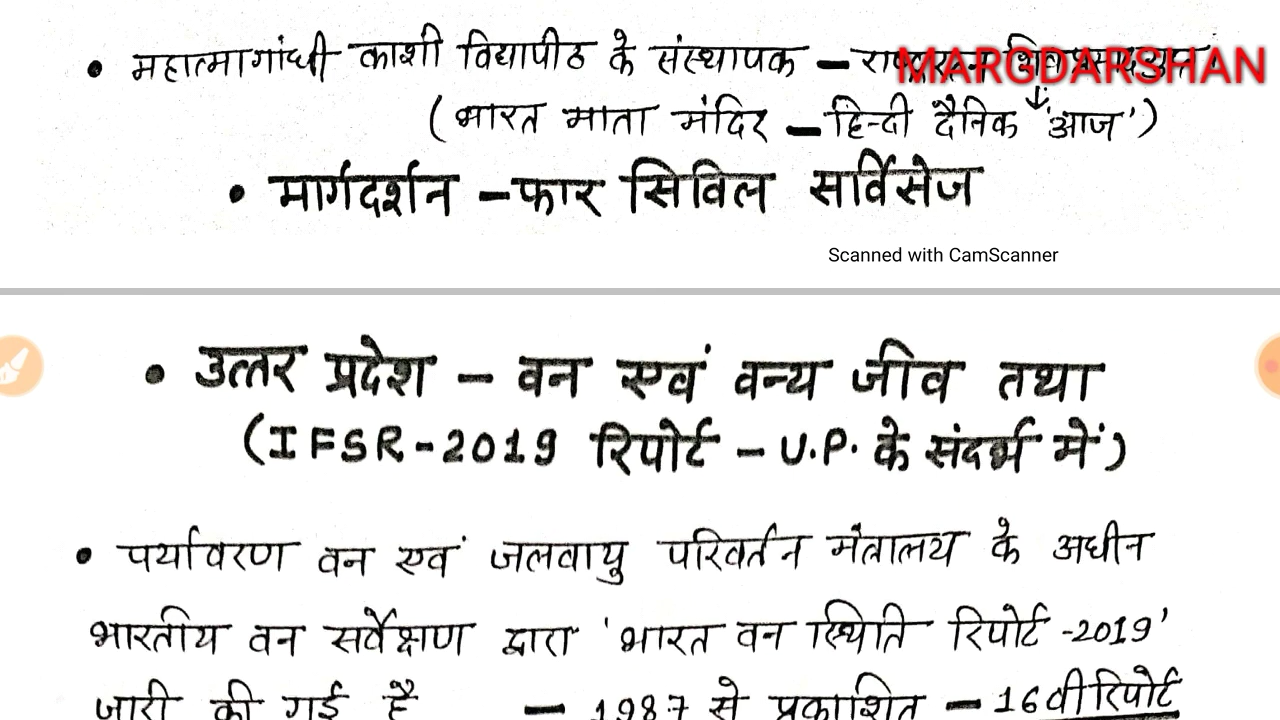 • महात्मागांधी काशी विद्यापीठ के संस्थापक –
MARGDARSHAN
(भारत माता मंदिर – हिन्दी दैनिक 'आज')
• मार्गदर्शन – फार सिविल सर्विसेज
Scanned with CamScanner
• उत्तर प्रदेश – वन एवं वन्य जीव तथा
(IFSR-2019 रिपोर्ट – U.P. के संदर्भ में)
• पर्यावरण वन एवं जलवायु परिवर्तन मंत्रालय के अधीन
भारतीय वन सर्वेक्षण द्वारा 'भारत वन स्थिति रिपोर्ट -2019'
जारी की गई है – 1987 से प्रकाशित – 16वी रिपोर्ट